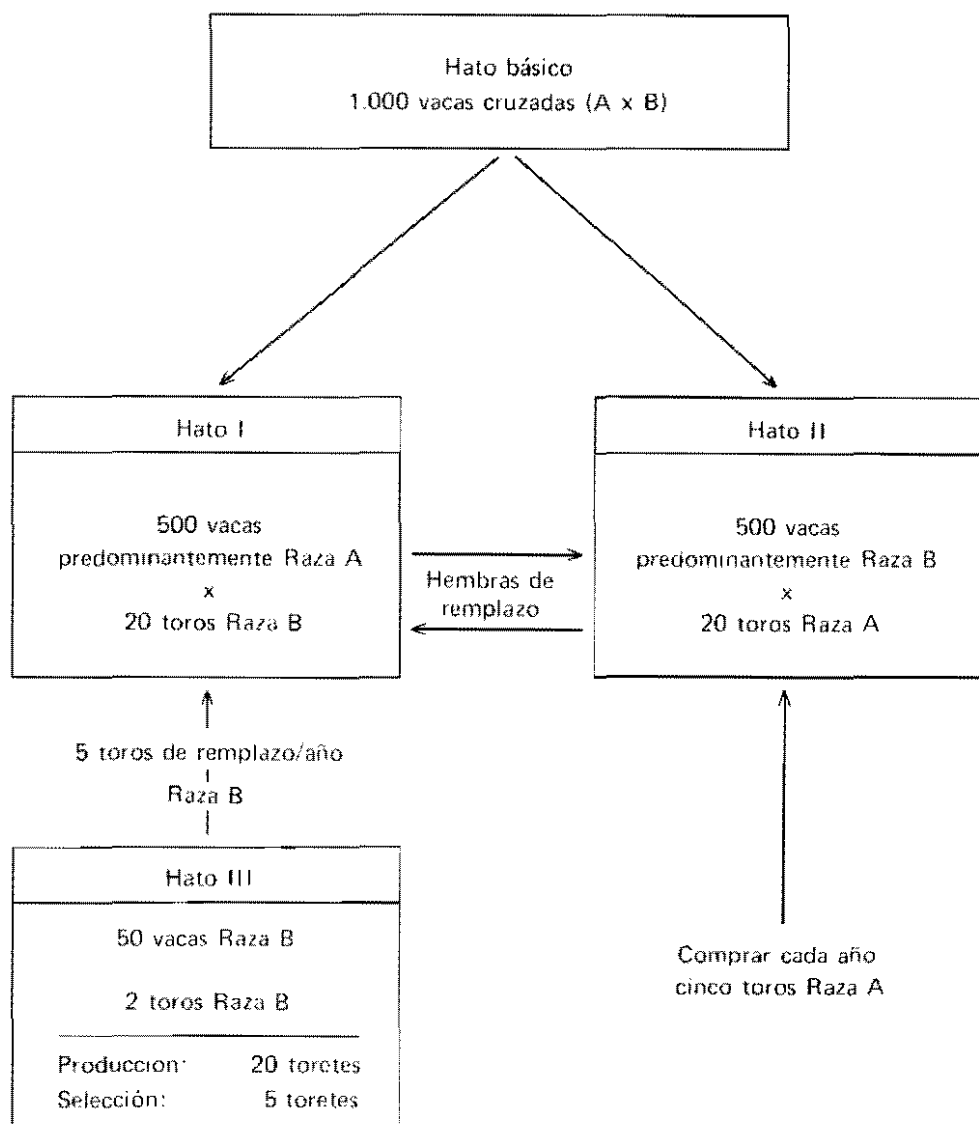 Hato básico
1.000 vacas cruzadas (A x B)
Hato I
500 vacas
predominantemente Raza A
x
20 toros Raza B
Hembras de
remplazo
Hato II
500 vacas
predominantemente Raza B
x
20 toros Raza A
5 toros de remplazo/año
Raza B
Hato III
50 vacas Raza B
2 toros Raza B
Produccion: 20 toretes
Selección: 5 toretes
Comprar cada año
cinco toros Raza A